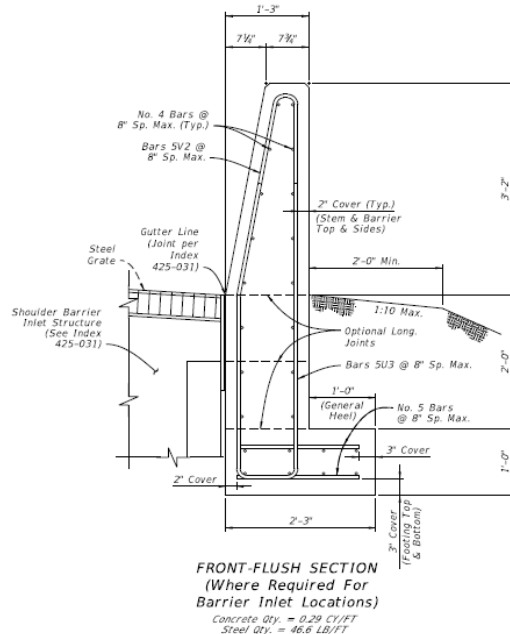 1'-3"
7¼" 7¾"
No. 4 Bars @
8" Sp. Max. (Typ.)
Bars 5V2 @
8" Sp. Max.
3'-2"
2" Cover (Typ.)
(Stem & Barrier
Top & Sides)
Gutter Line
(Joint per
Index
425-031)
Steel
Grate
2'-0" Min.
1:10 Max.
Shoulder Barrier
Inlet Structure
(See Index
425-031)
Optional Long.
Joints
2'-0"
Bars 5U3 @ 8" Sp. Max.
1'-0"
(General
Heel)
No. 5 Bars
@ 8" Sp. Max.
3" Cover
2" Cover
1'-0"
2'-3"
3" Cover
(Footing Top
& Bottom)
FRONT-FLUSH SECTION
(Where Required For
Barrier Inlet Locations)
Concrete Qty. = 0.29 CY/FT
Steel Qty. = 46.6 LB/FT